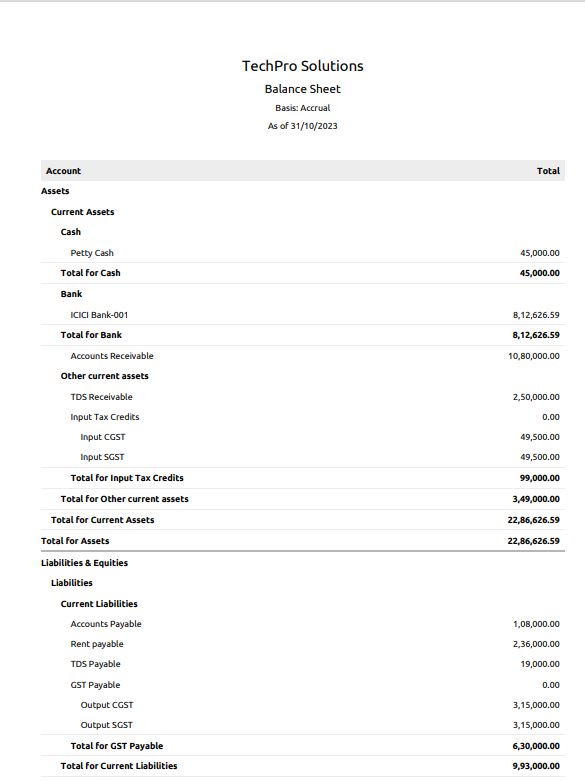 TechPro Solutions
Balance Sheet
Basis: Accrual
As of 31/10/2023
Account Total
Assets
Current Assets
Cash
Petty Cash 45,000.00
Total for Cash 45,000.00
Bank
ICICI Bank-001 8,12,626.59
Total for Bank 8,12,626.59
Accounts Receivable 10,80,000.00
Other current assets
TDS Receivable 2,50,000.00
Input Tax Credits 0.00
Input CGST 49,500.00
Input SGST 49,500.00
Total for Input Tax Credits 99,000.00
Total for Other current assets 3,49,000.00
Total for Current Assets 22,86,626.59
Total for Assets 22,86,626.59
Liabilities & Equities
Liabilities
Current Liabilities
Accounts Payable 1,08,000.00
Rent payable 2,36,000.00
TDS Payable 19,000.00
GST Payable 0.00
Output CGST 3,15,000.00
Output SGST 3,15,000.00
Total for GST Payable 6,30,000.00
Total for Current Liabilities 9,93,000.00